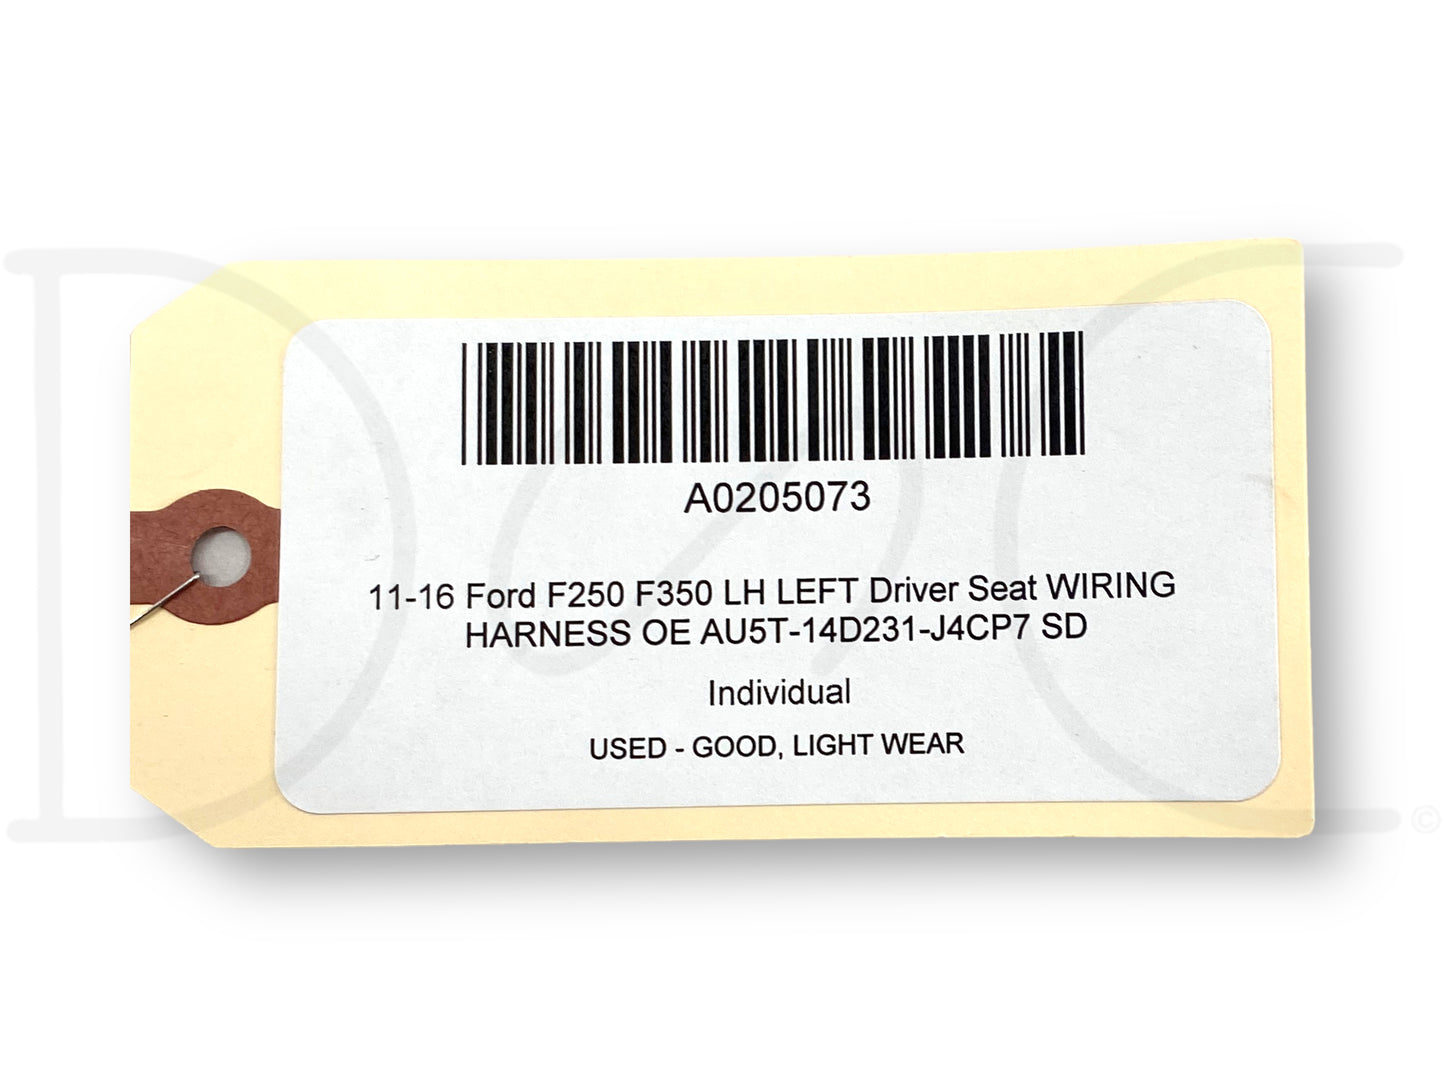 A0205073
11-16 Ford F250 F350 LH LEFT Driver Seat WIRING
HARNESS OE AU5T-14D231-J4CP7 SD
Individual
USED - GOOD, LIGHT WEAR
©